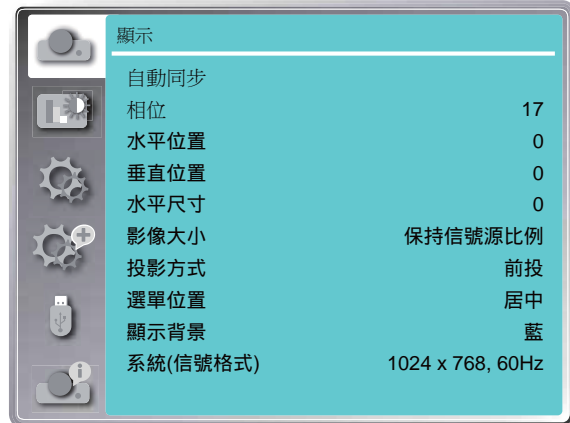 顯示
自動同步
相位 17
水平位置 0
垂直位置 0
水平尺寸 0
影像大小 保持信號源比例
投影方式 前投
選單位置 居中
顯示背景 藍
系統(信號格式) 1024 x 768, 60Hz